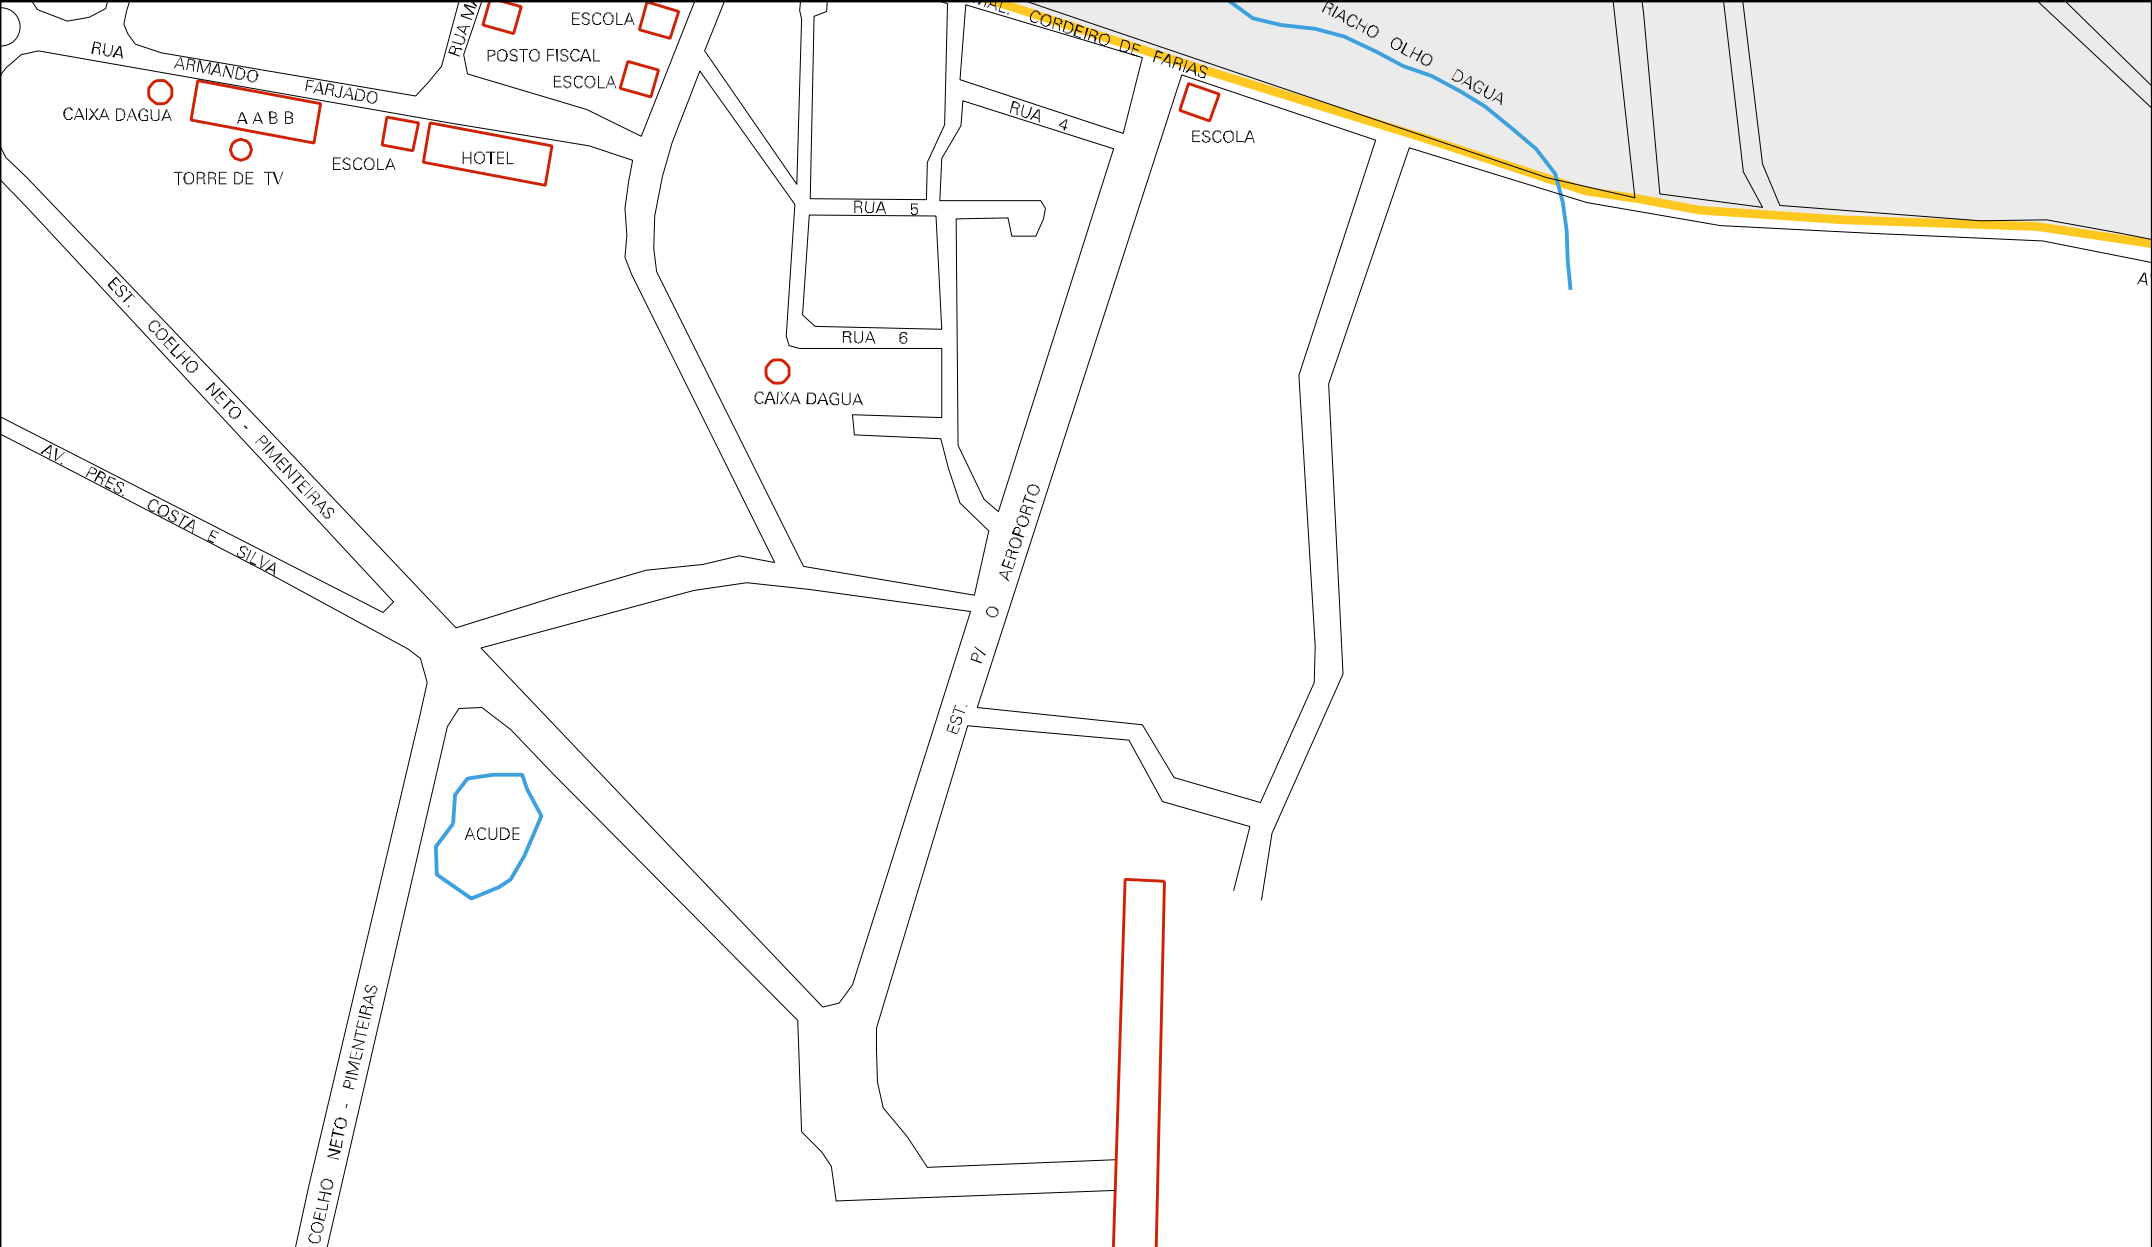 ESCOLA
MAL. CORDEIRO DE FARIAS
RIACHO OLHO DAGUA
RUA ARMANDO FARJADO
POSTO FISCAL
ESCOLA
CAIXA DAGUA
A A B B
RUA 4
ESCOLA
TORRE DE TV
ESCOLA
HOTEL
RUA 5
EST. COELHO NETO - PIMENTEIRAS
RUA 6
CAIXA DAGUA
AV. PRES. COSTA E SILVA
EST. P/ O AEROPORTO
ACUDE
COELHO NETO - PIMENTEIRAS
RUA